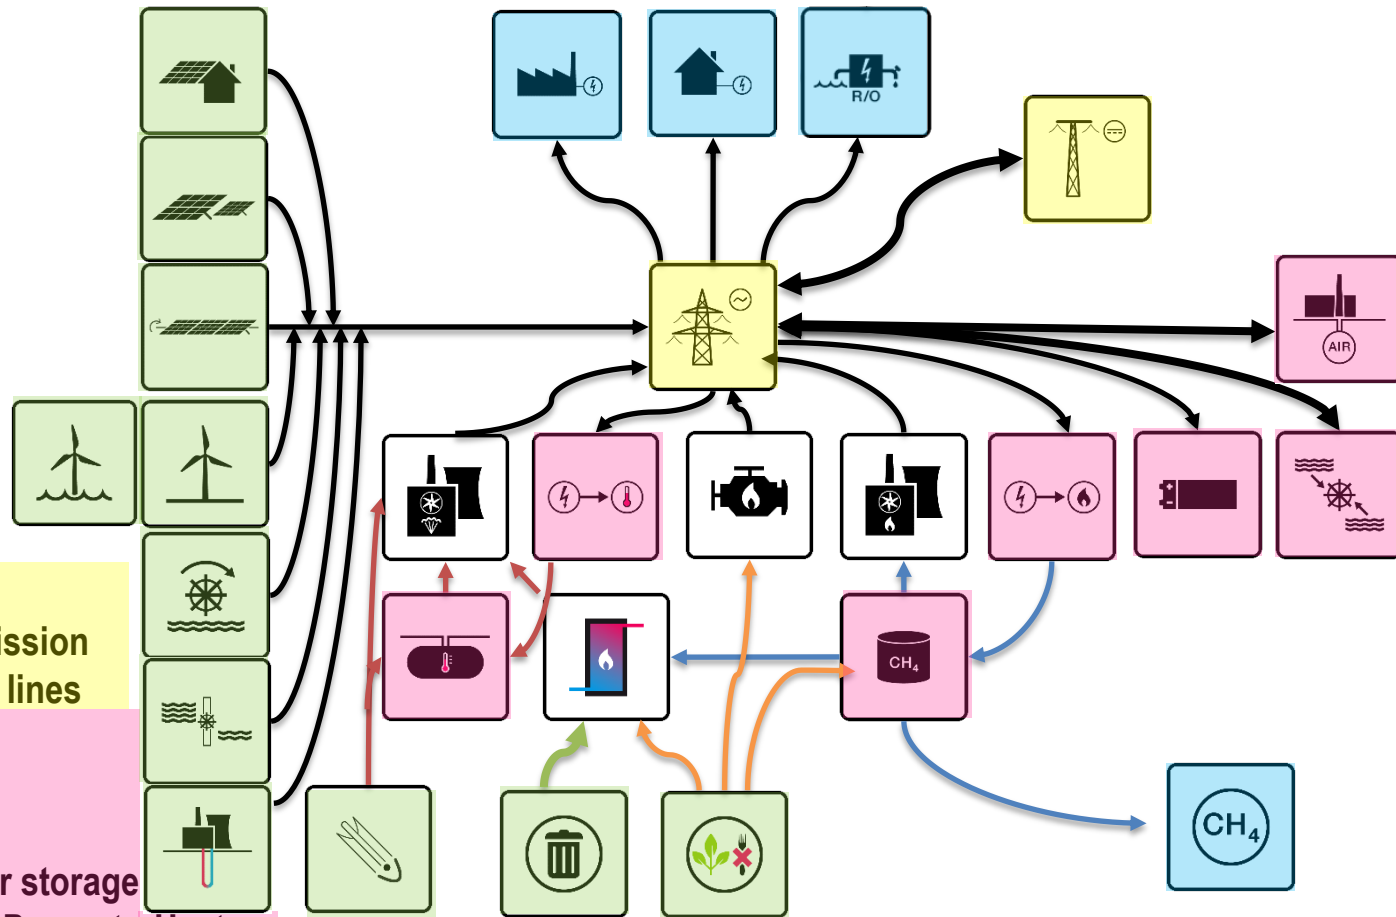 R/O
AIR
CH₄
ission
lines
CH₄
r storage